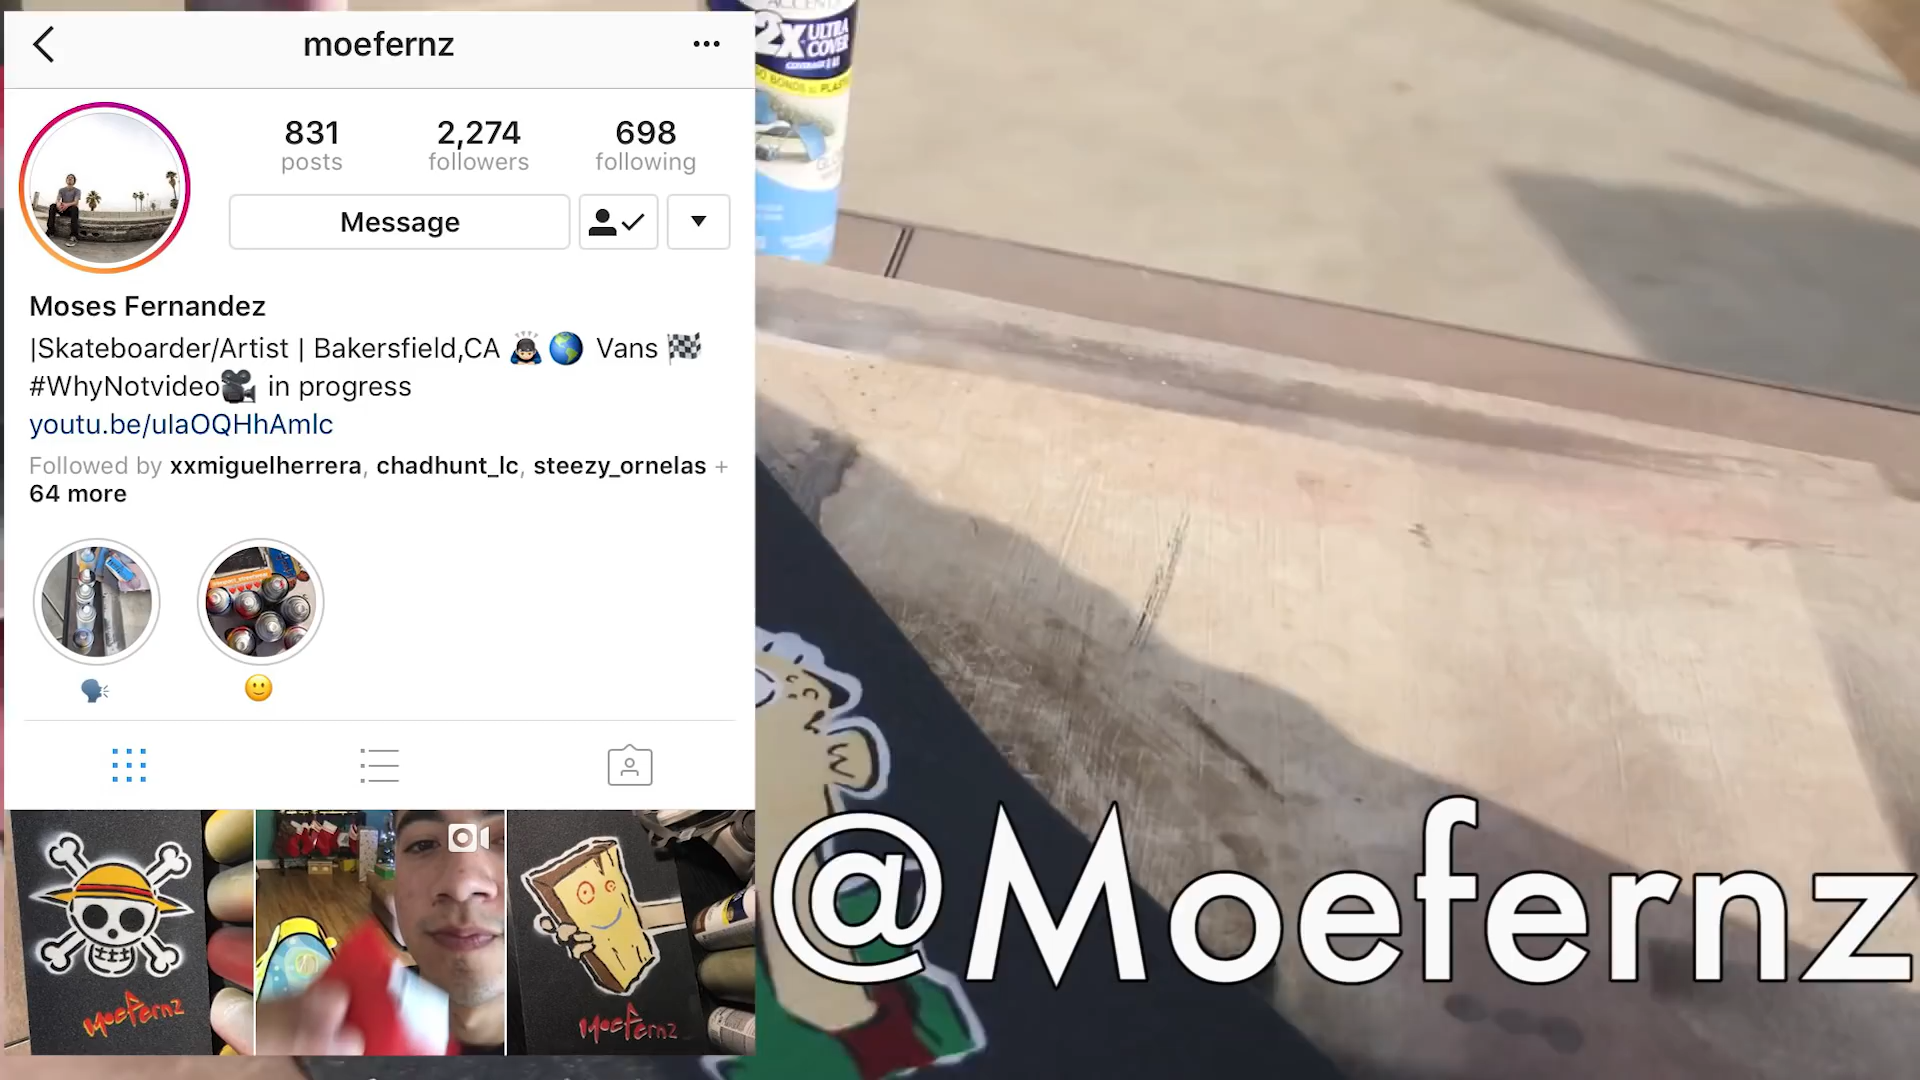 moefernz
831
2,274
698
posts
followers
following
Message
Moses Fernandez
|Skateboarder/Artist | Bakersfield,CA Vans
#WhyNotvideo in progress
youtu.be/ulaOQHhAmlc
Followed by xxmiguelherrera, chadhunt_lc, steezy_ornelas +
64 more
moefernz
moefernz
2X ULTRA
COVER
@Moefernz